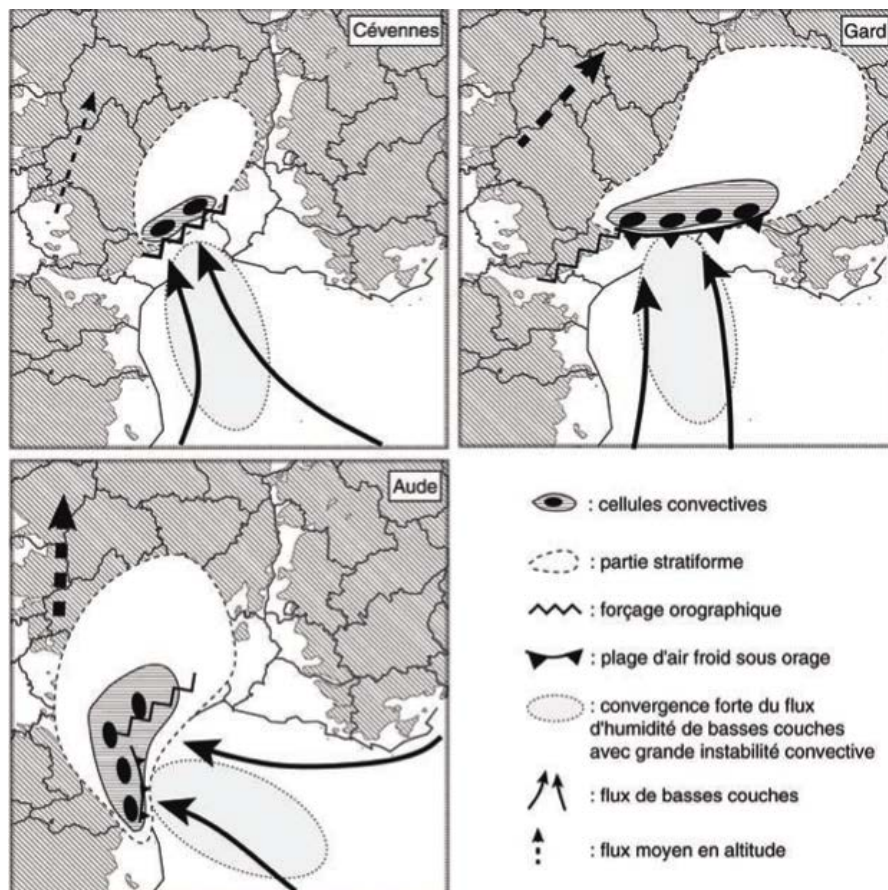 Cévennes
Gard
Aude
: cellules convectives
: partie stratiforme
: forçage orographique
: plage d'air froid sous orage
: convergence forte du flux
d'humidité de basses couches
avec grande instabilité convective
: flux de basses couches
: flux moyen en altitude